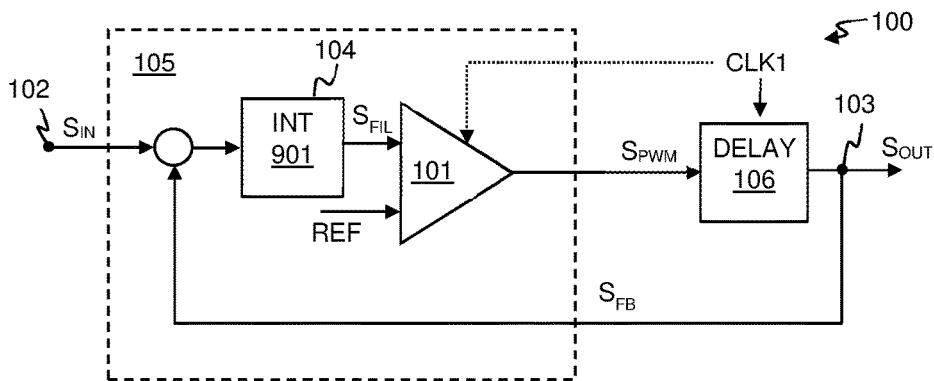 100
105
104
CLK1
102
103
S_IN
INT
901
S_FIL
101
S_PWM
DELAY
106
S_OUT
REF
S_FB